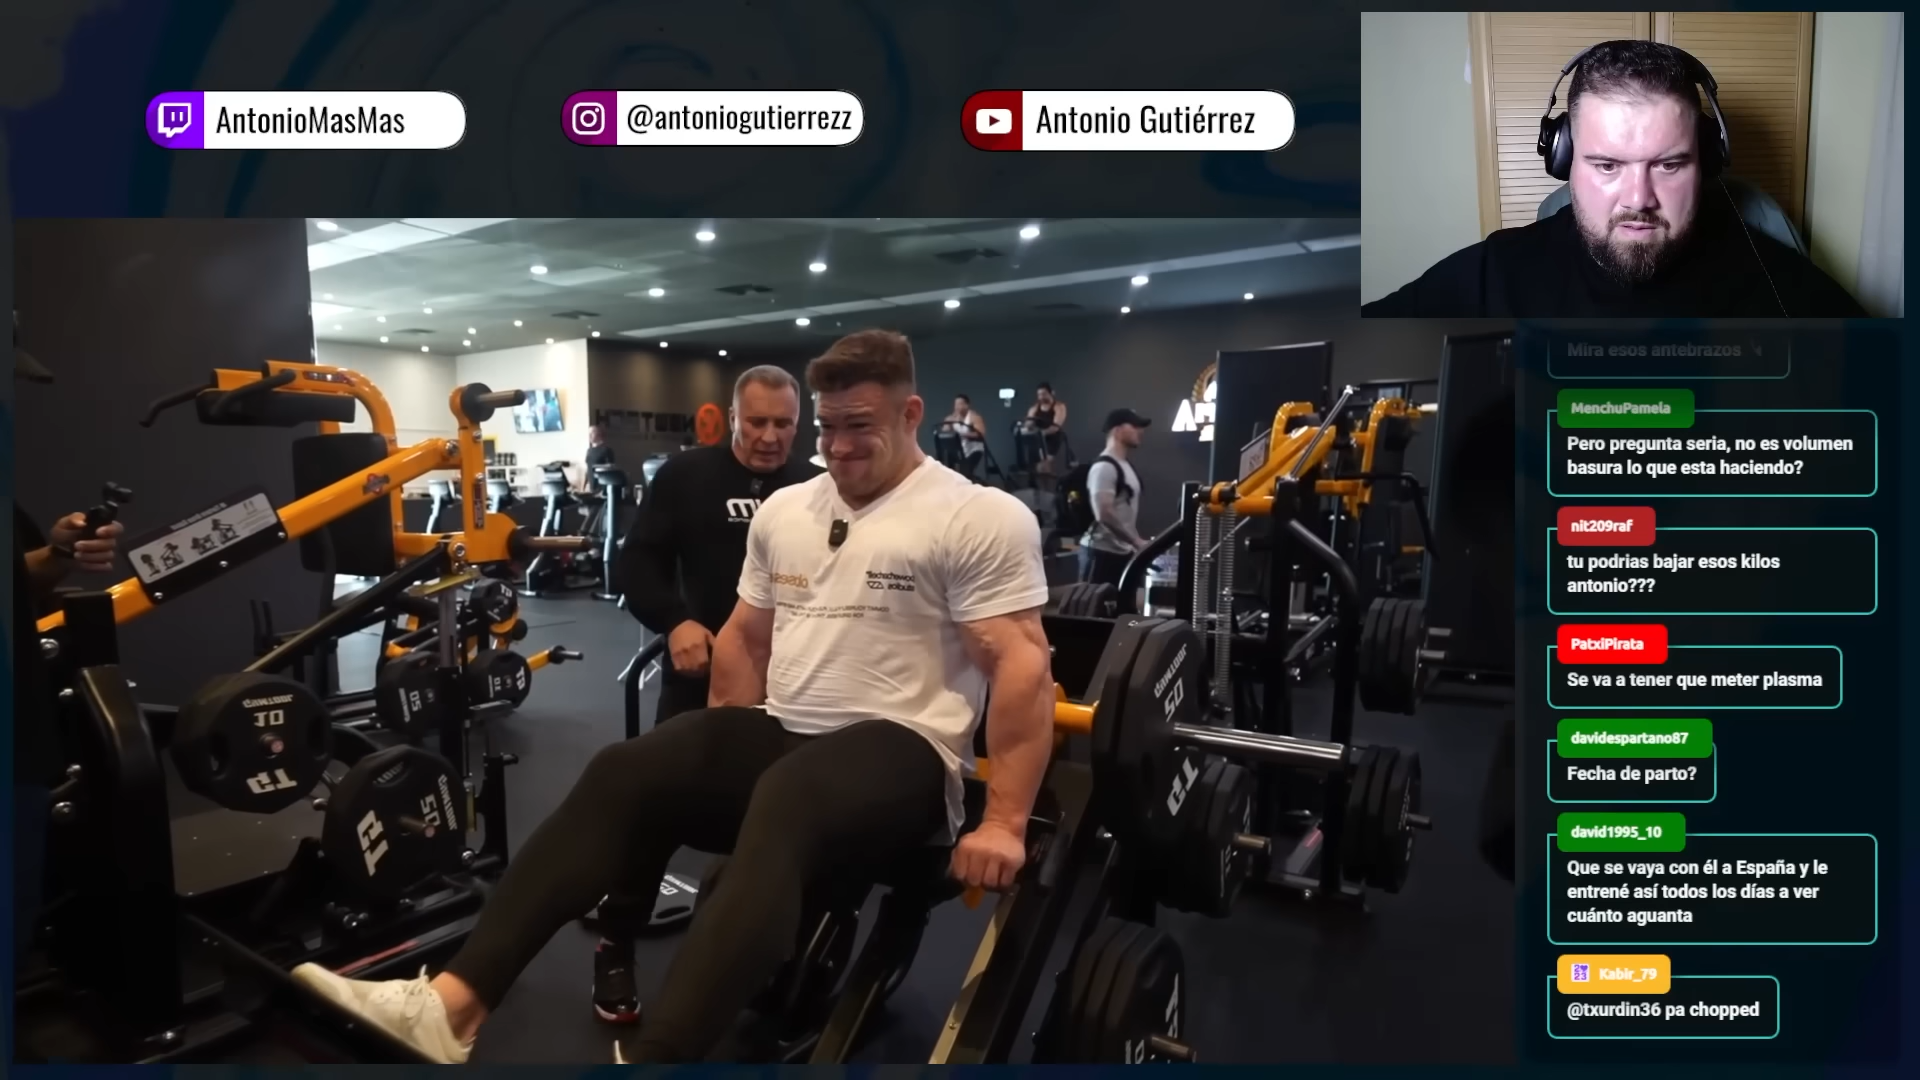 AntonioMasMas
@antoniogutierrezz
Antonio Gutiérrez
Mira esos antebrazos
MenchuPamela
Pero pregunta seria, no es volumen
basura lo que esta haciendo?
nit209raf
tu podrias bajar esos kilos
antonio???
PatxiPirata
Se va a tener que meter plasma
davidespartano87
Fecha de parto?
david1995_10
Que se vaya con él a España y le
entrené así todos los días a ver
cuánto aguanta
Kabir_79
@txurdin36 pa chopped
50
10
50